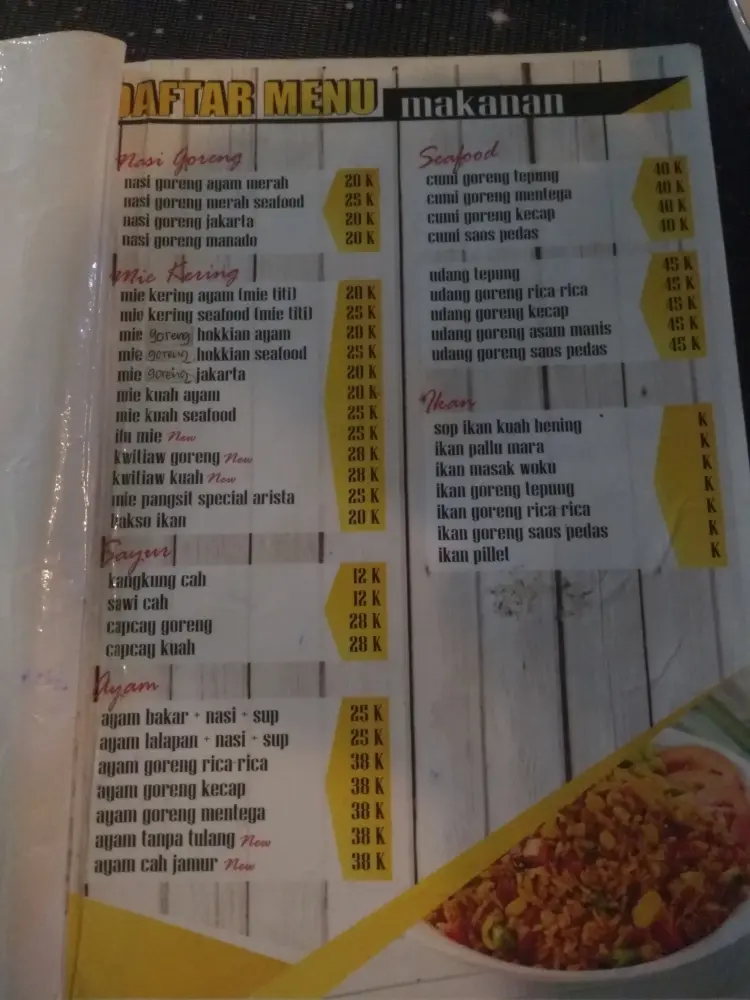 DAFTAR MENU makanan
Nasi Goreng
nasi goreng ayam merah 20 K
nasi goreng merah seafood 25 K
nasi goreng jakarta 20 K
nasi goreng manado 20 K
Mie Kering
mie kering ayam (mie titi) 20 K
mie kering seafood (mie titi) 25 K
mie goreng hokkian ayam 20 K
mie goreng hokkian seafood 25 K
mie goreng jakarta 20 K
mie kuah ayam 20 K
mie kuah seafood 25 K
ifu mie New 25 K
kwitiaw goreng New 28 K
kwitiaw kuah New 28 K
mie pangsit special arista 25 K
bakso ikan 20 K
Sayur
kangkung cah 12 K
sawi cah 12 K
capcay goreng 28 K
capcay kuah 28 K
Ayam
ayam bakar + nasi + sup 25 K
ayam lalapan + nasi + sup 25 K
ayam goreng rica-rica 38 K
ayam goreng kecap 38 K
ayam goreng mentega 38 K
ayam tanpa tulang New 38 K
ayam cah jamur New 38 K
Seafood
cumi goreng tepung 40 K
cumi goreng mentega 40 K
cumi goreng kecap 40 K
cumi saos pedas 40 K
udang tepung 45 K
udang goreng rica rica 45 K
udang goreng kecap 45 K
udang goreng asam manis 45 K
udang goreng saos pedas 45 K
Ikan
sop ikan kuah bening K
ikan pallu mara K
ikan masak woku K
ikan goreng tepung K
ikan goreng rica-rica K
ikan goreng saos pedas K
ikan pillet K